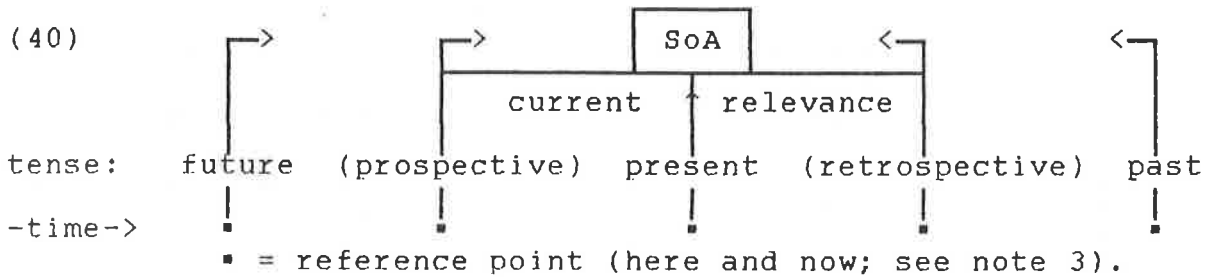 (40) SoA
current relevance
tense: future (prospective) present (retrospective) past
-time->
▪ = reference point (here and now; see note 3).